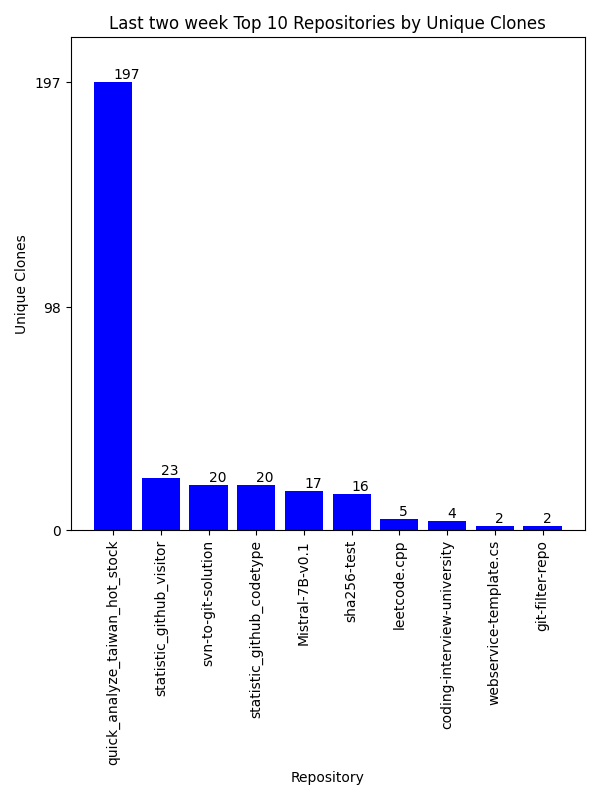 Last two week Top 10 Repositories by Unique Clones
197
98
0
Unique Clones
197
23
20
20
17
16
5
4
2
2
quick_analyze_taiwan_hot_stock
statistic_github_visitor
svn-to-git-solution
statistic_github_codetype
Mistral-7B-v0.1
sha256-test
leetcode.cpp
coding-interview-university
webservice-template.cs
git-filter-repo
Repository